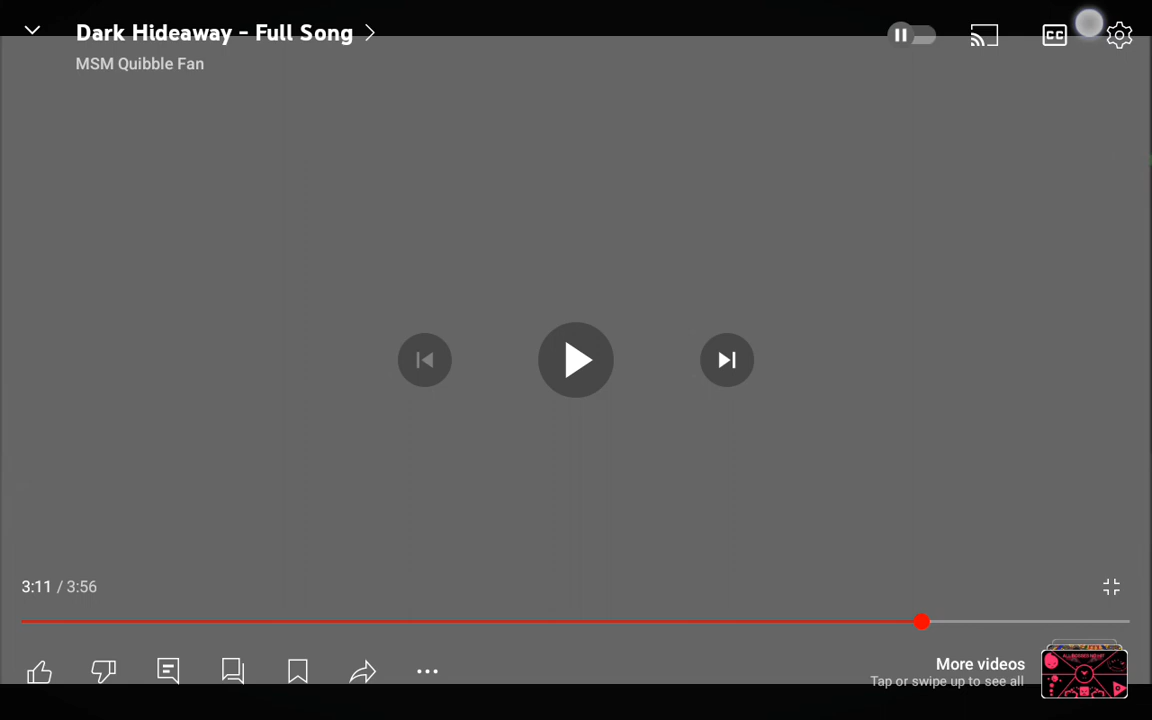 Dark Hideaway - Full Song
MSM Quibble Fan
CC
3:11 / 3:56
More videos
Tap or swipe up to see all